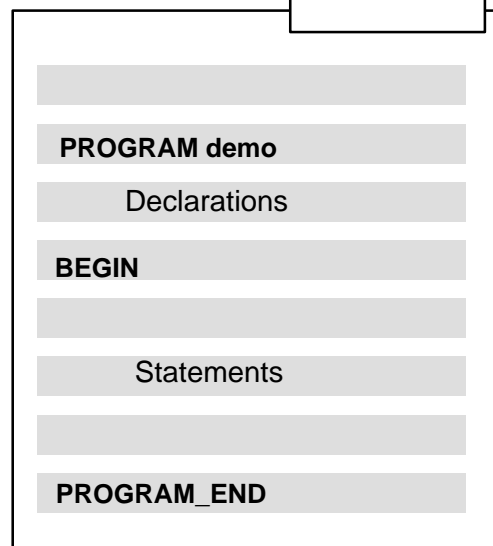 PROGRAM demo
Declarations
BEGIN
Statements
PROGRAM_END